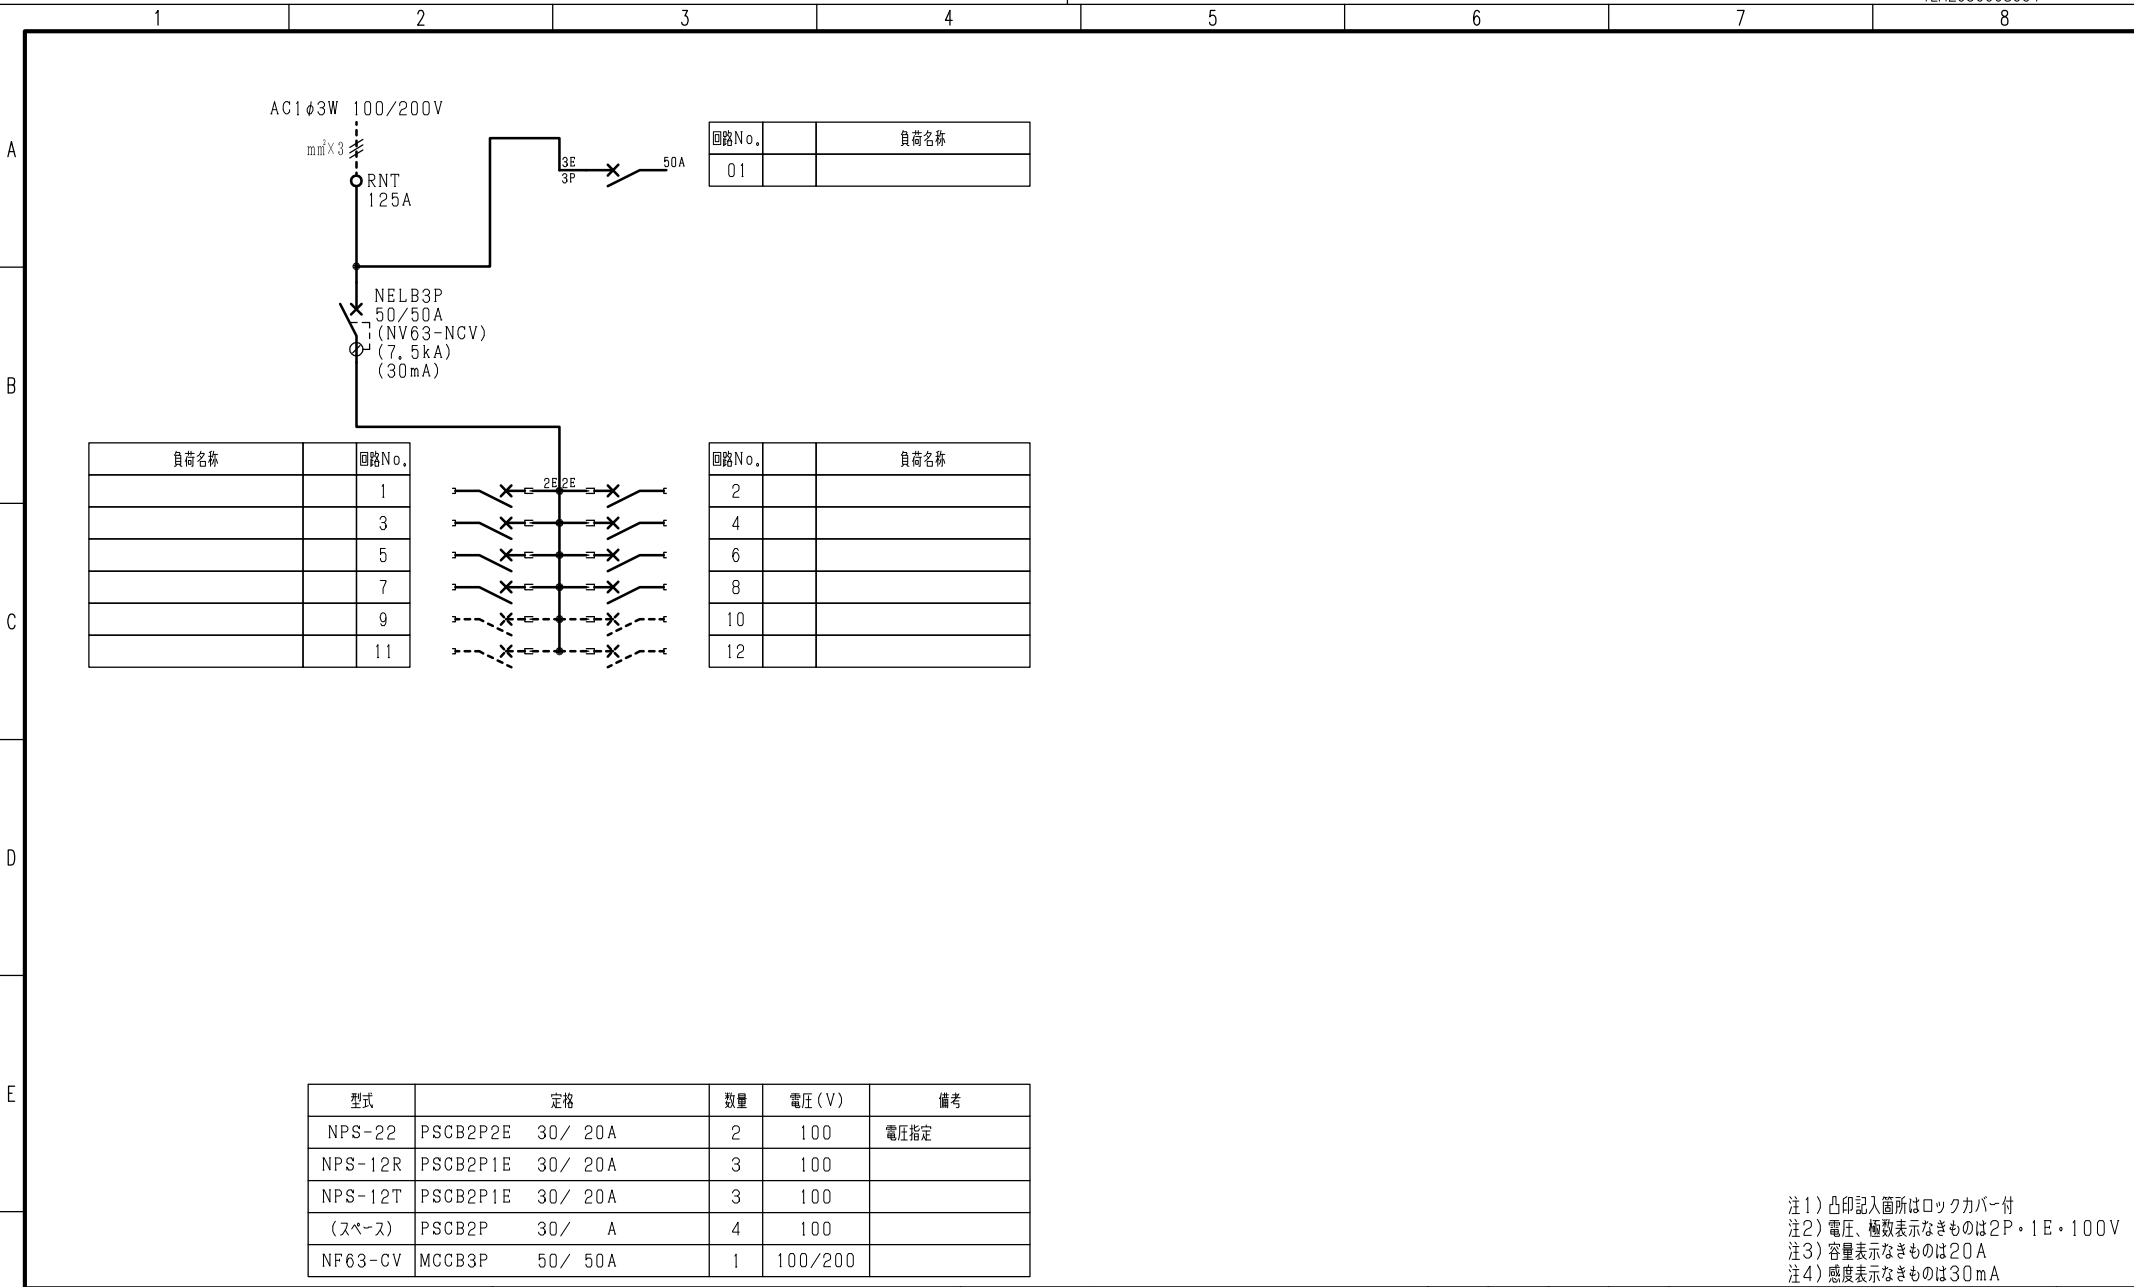 1 2 3 4 5 6 7 8
A
B
C
D
E
AC1φ3W 100/200V
mm²×3
RNT
125A
3E
3P
50A
回路No. 負荷名称
01
NELB3P
50/50A
(NV63-NCV)
(7.5kA)
(30mA)
負荷名称 回路No.
1
3
5
7
9
11
2E 2E
回路No. 負荷名称
2
4
6
8
10
12
型式 定格 数量 電圧(V) 備考
NPS-22 PSCB2P2E 30/ 20A 2 100 電圧指定
NPS-12R PSCB2P1E 30/ 20A 3 100
NPS-12T PSCB2P1E 30/ 20A 3 100
(スペース) PSCB2P 30/ A 4 100
NF63-CV MCCB3P 50/ 50A 1 100/200
注1)凸印記入箇所はロックカバー付
注2)電圧、極数表示なきものは2P・1E・100V
注3)容量表示なきものは20A
注4)感度表示なきものは30mA